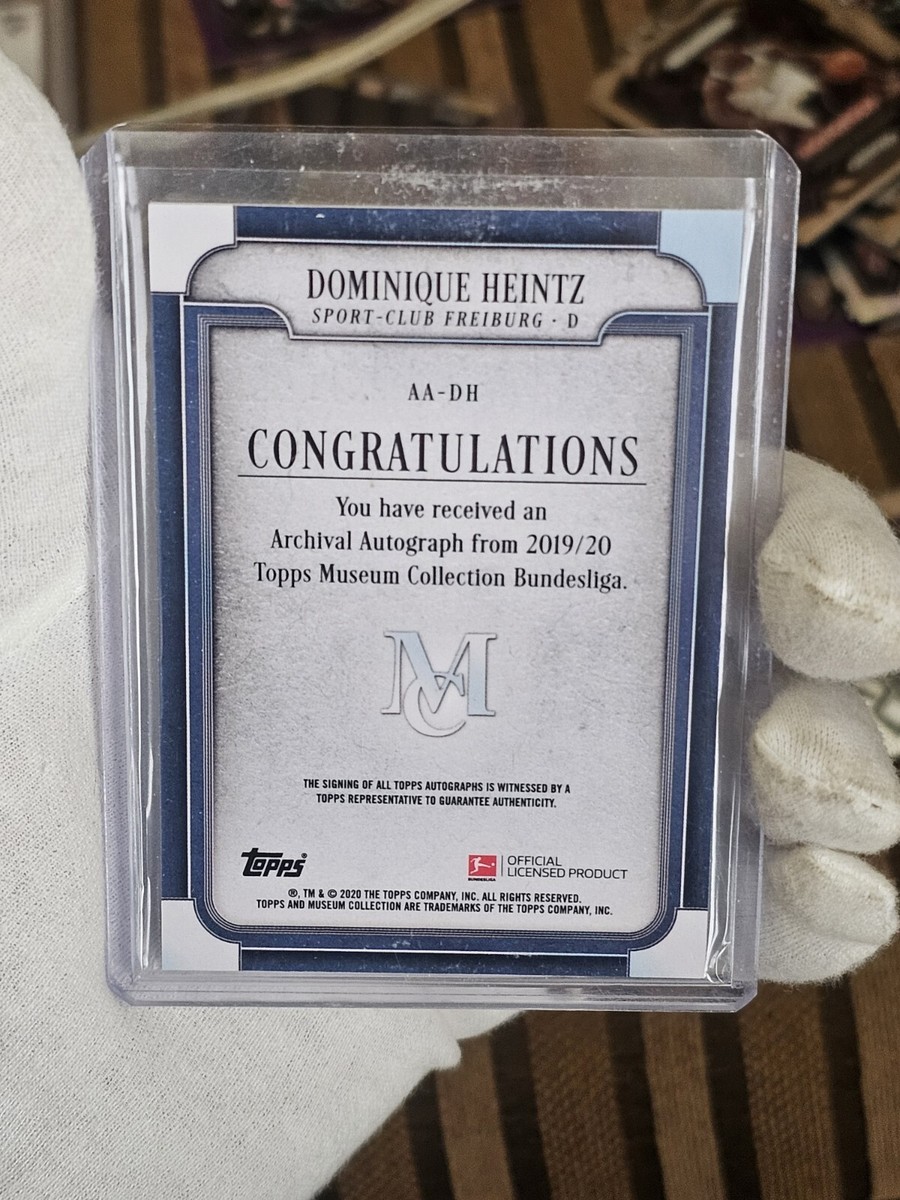 DOMINIQUE HEINTZ
SPORT-CLUB FREIBURG · D
AA-DH
CONGRATULATIONS
You have received an
Archival Autograph from 2019/20
Topps Museum Collection Bundesliga.
MC
THE SIGNING OF ALL TOPPS AUTOGRAPHS IS WITNESSED BY A
TOPPS REPRESENTATIVE TO GUARANTEE AUTHENTICITY.
topps®
BUNDESLIGA
OFFICIAL
LICENSED PRODUCT
®, TM & © 2020 THE TOPPS COMPANY, INC. ALL RIGHTS RESERVED.
TOPPS AND MUSEUM COLLECTION ARE TRADEMARKS OF THE TOPPS COMPANY, INC.